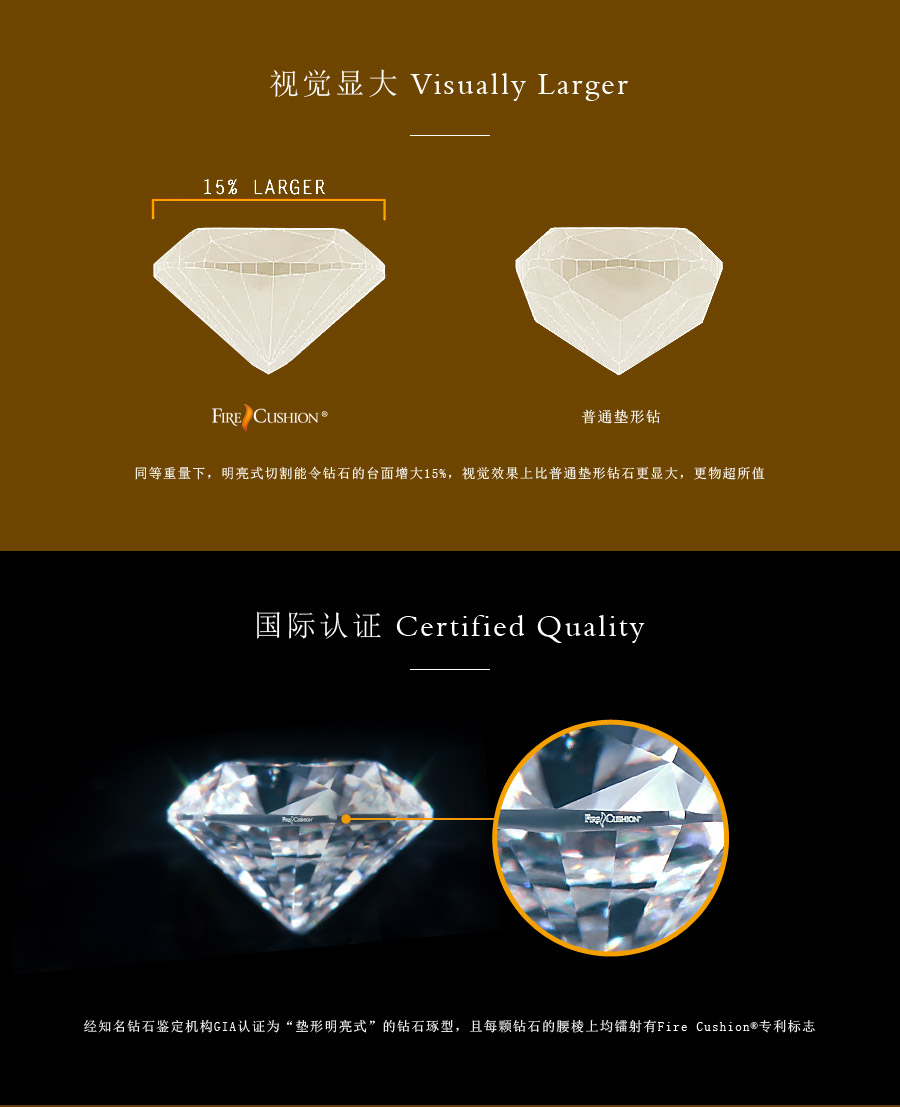 视觉显大 Visually Larger
15% LARGER
FIRE CUSHION®
普通垫形钻
同等重量下，明亮式切割能令钻石的台面增大15%，视觉效果上比普通垫形钻石更显大，更物超所值
国际认证 Certified Quality
FIRE CUSHION
FIRE CUSHION
经知名钻石鉴定机构GIA认证为“垫形明亮式”的钻石琢型，且每颗钻石的腰棱上均镭射有Fire Cushion®专利标志